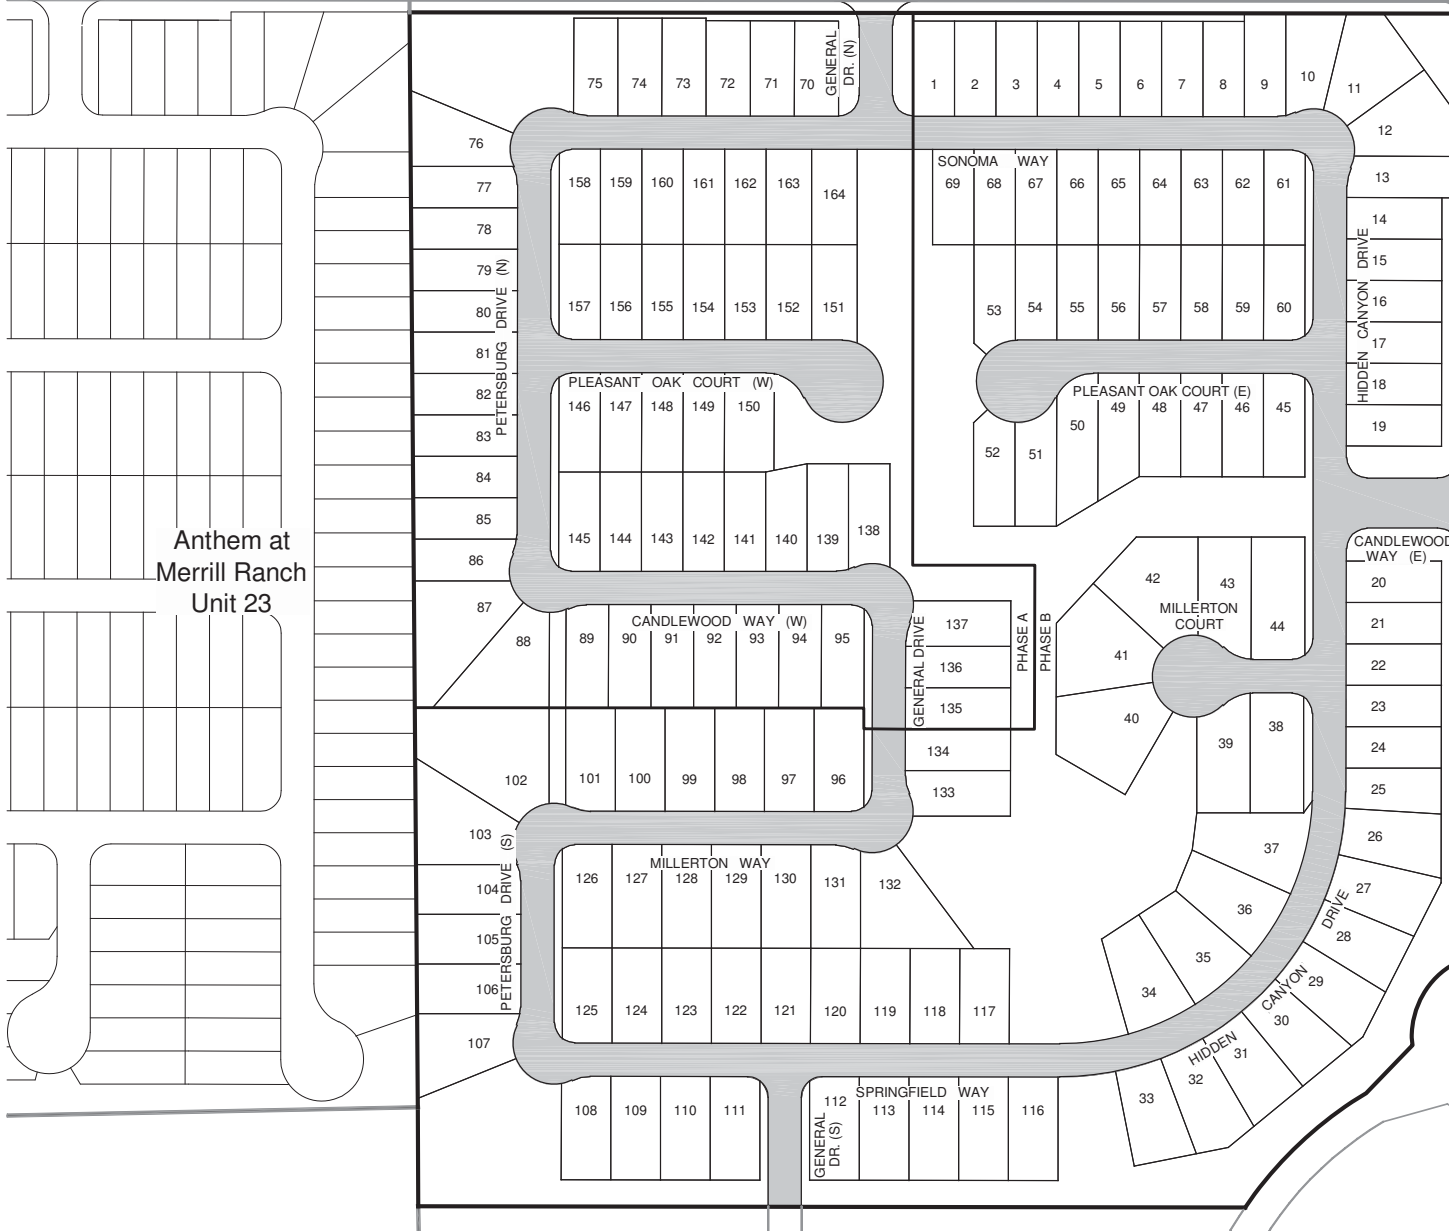 75 74 73 72 71 70
GENERAL
DR. (N)
1 2 3 4 5 6 7 8 9 10
11
12
13
14
15
16
17
18
19
HIDDEN CANYON DRIVE
76
77
78
79
80
81
82
83
84
85
86
87
88
PETERSBURG DRIVE (N)
158 159 160 161 162 163 164
SONOMA WAY
69 68 67 66 65 64 63 62 61
157 156 155 154 153 152 151
53 54 55 56 57 58 59 60
PLEASANT OAK COURT (W)
146 147 148 149 150
PLEASANT OAK COURT (E)
52 51 50 49 48 47 46 45
145 144 143 142 141 140 139 138
Anthem at
Merrill Ranch
Unit 23
CANDLEWOOD
WAY (E)
20
21
22
23
24
25
26
27
28
29
30
31
32
33
42 43
MILLERTON
COURT
44
41
40
39 38
CANDLEWOOD WAY (W)
89 90 91 92 93 94 95
GENERAL DRIVE
137
136
135
134
133
PHASE A
PHASE B
102 101 100 99 98 97 96
103
104
105
106
107
PETERSBURG DRIVE (S)
MILLERTON WAY
126 127 128 129 130 131 132
37
36
35
34
HIDDEN CANYON DRIVE
125 124 123 122 121 120 119 118 117
SPRINGFIELD WAY
108 109 110 111
GENERAL
DR. (S)
112 113 114 115 116